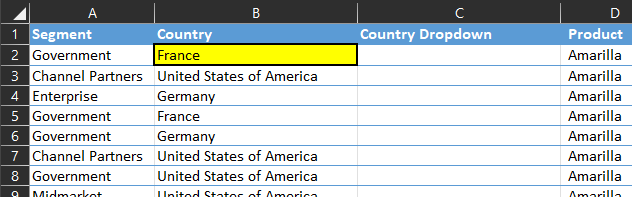 A B C D
1 Segment Country Country Dropdown Product
2 Government France Amarilla
3 Channel Partners United States of America Amarilla
4 Enterprise Germany Amarilla
5 Government France Amarilla
6 Government Germany Amarilla
7 Channel Partners United States of America Amarilla
8 Government United States of America Amarilla
9 Midmarket United States of America Amarilla